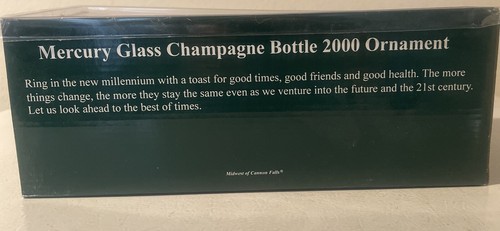 Mercury Glass Champagne Bottle 2000 Ornament
Ring in the new millennium with a toast for good times, good friends and good health. The more
things change, the more they stay the same even as we venture into the future and the 21st century.
Let us look ahead to the best of times.
Midwest of Cannon Falls®